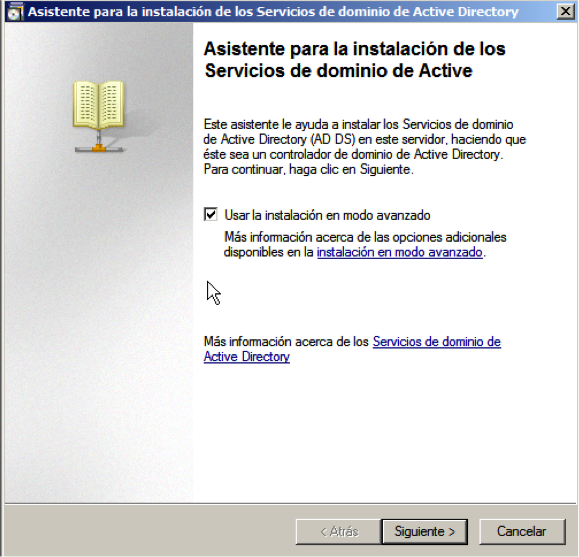 Asistente para la instalación de los Servicios de dominio de Active Directory
Asistente para la instalación de los
Servicios de dominio de Active
Este asistente le ayuda a instalar los Servicios de dominio
de Active Directory (AD DS) en este servidor, haciendo que
éste sea un controlador de dominio de Active Directory.
Para continuar, haga clic en Siguiente.
Usar la instalación en modo avanzado
Más información acerca de las opciones adicionales
disponibles en la instalación en modo avanzado.
Más información acerca de los Servicios de dominio de
Active Directory
< Atrás
Siguiente >
Cancelar